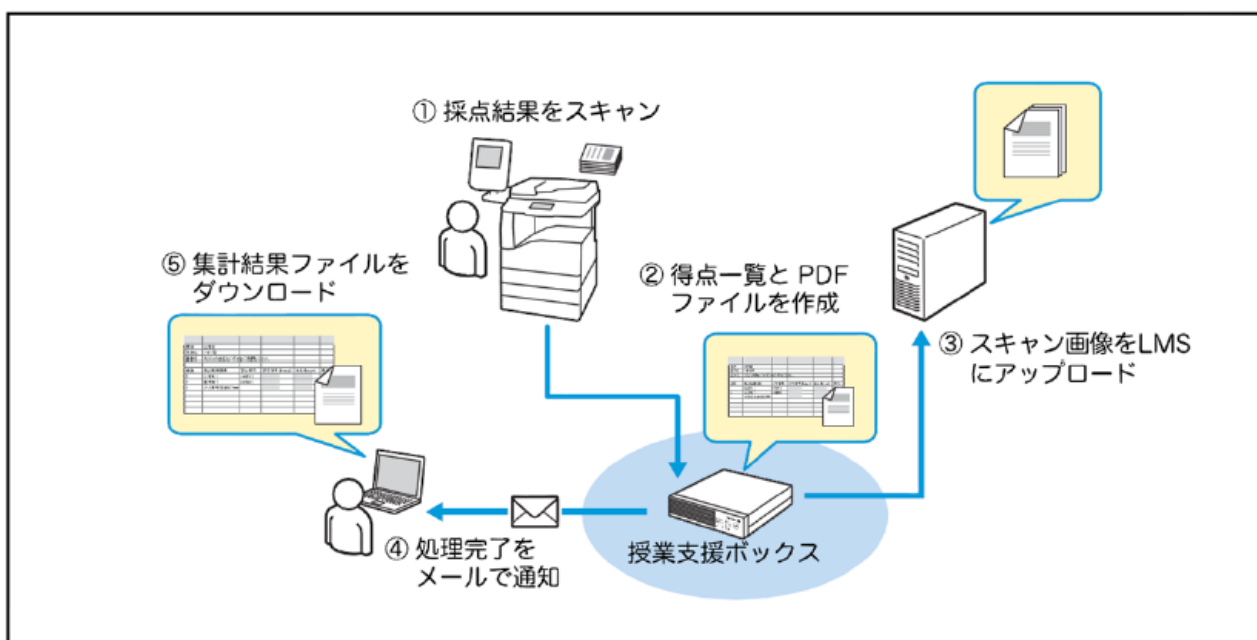 ① 採点結果をスキャン
② 得点一覧と PDF
ファイルを作成
③ スキャン画像をLMS
にアップロード
④ 処理完了を
メールで通知
⑤ 集計結果ファイルを
ダウンロード
授業支援ボックス